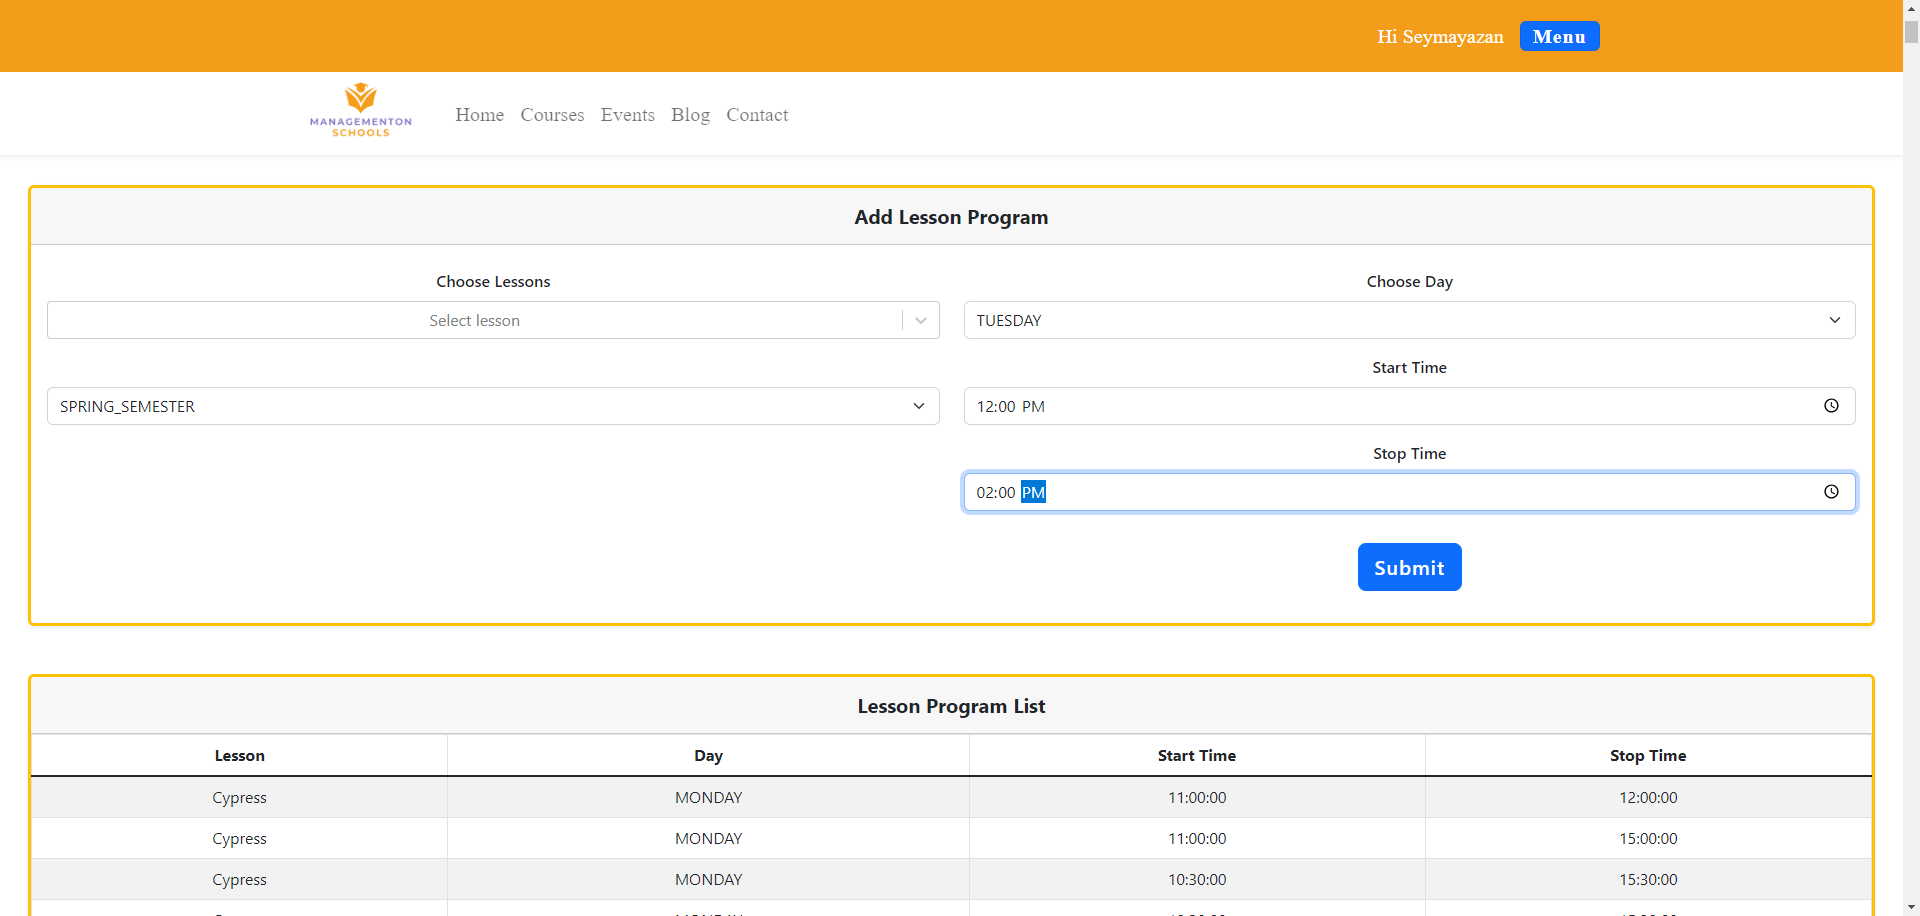 Hi Seymayazan Menu
MANAGEMENTON
SCHOOLS
Home Courses Events Blog Contact
Add Lesson Program
Choose Lessons Choose Day
Select lesson TUESDAY
Start Time
SPRING_SEMESTER 12:00 PM
Stop Time
02:00 PM
Submit
Lesson Program List
Lesson Day Start Time Stop Time
Cypress MONDAY 11:00:00 12:00:00
Cypress MONDAY 11:00:00 15:00:00
Cypress MONDAY 10:30:00 15:30:00